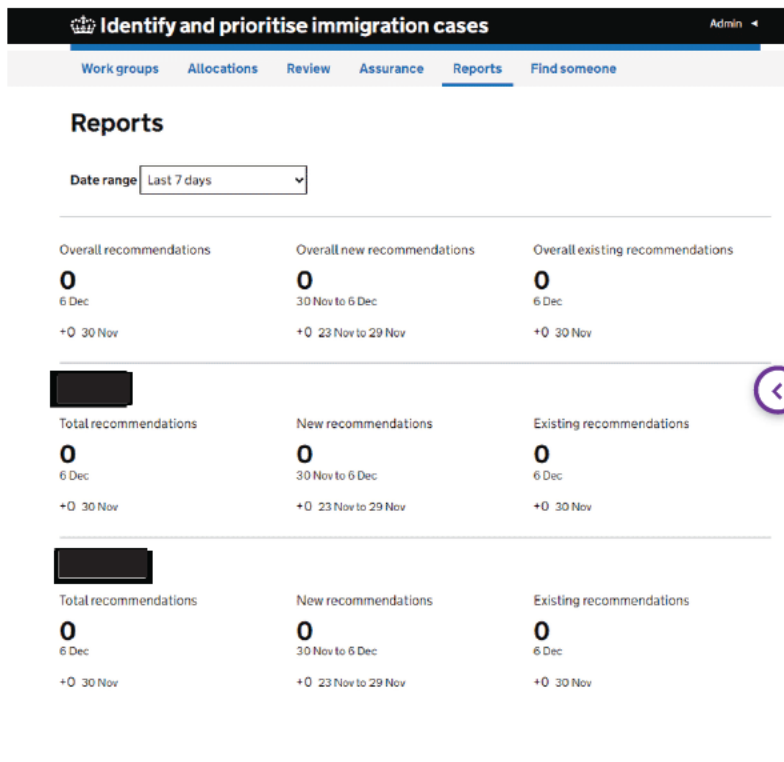 Identify and prioritise immigration cases Admin
Work groups Allocations Review Assurance Reports Find someone
Reports
Date range Last 7 days
Overall recommendations Overall new recommendations Overall existing recommendations
0 0 0
6 Dec 30 Nov to 6 Dec 6 Dec
+0 30 Nov +0 23 Nov to 29 Nov +0 30 Nov
Total recommendations New recommendations Existing recommendations
0 0 0
6 Dec 30 Nov to 6 Dec 6 Dec
+0 30 Nov +0 23 Nov to 29 Nov +0 30 Nov
Total recommendations New recommendations Existing recommendations
0 0 0
6 Dec 30 Nov to 6 Dec 6 Dec
+0 30 Nov +0 23 Nov to 29 Nov +0 30 Nov